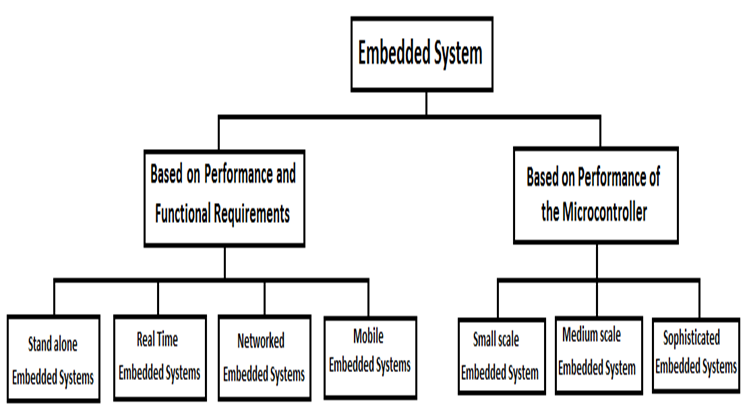 Embedded System
Based on Performance and
Functional Requirements
Based on Performance of
the Microcontroller
Stand alone
Embedded Systems
Real Time
Embedded Systems
Networked
Embedded Systems
Mobile
Embedded Systems
Small scale
Embedded System
Medium scale
Embedded System
Sophisticated
Embedded Systems